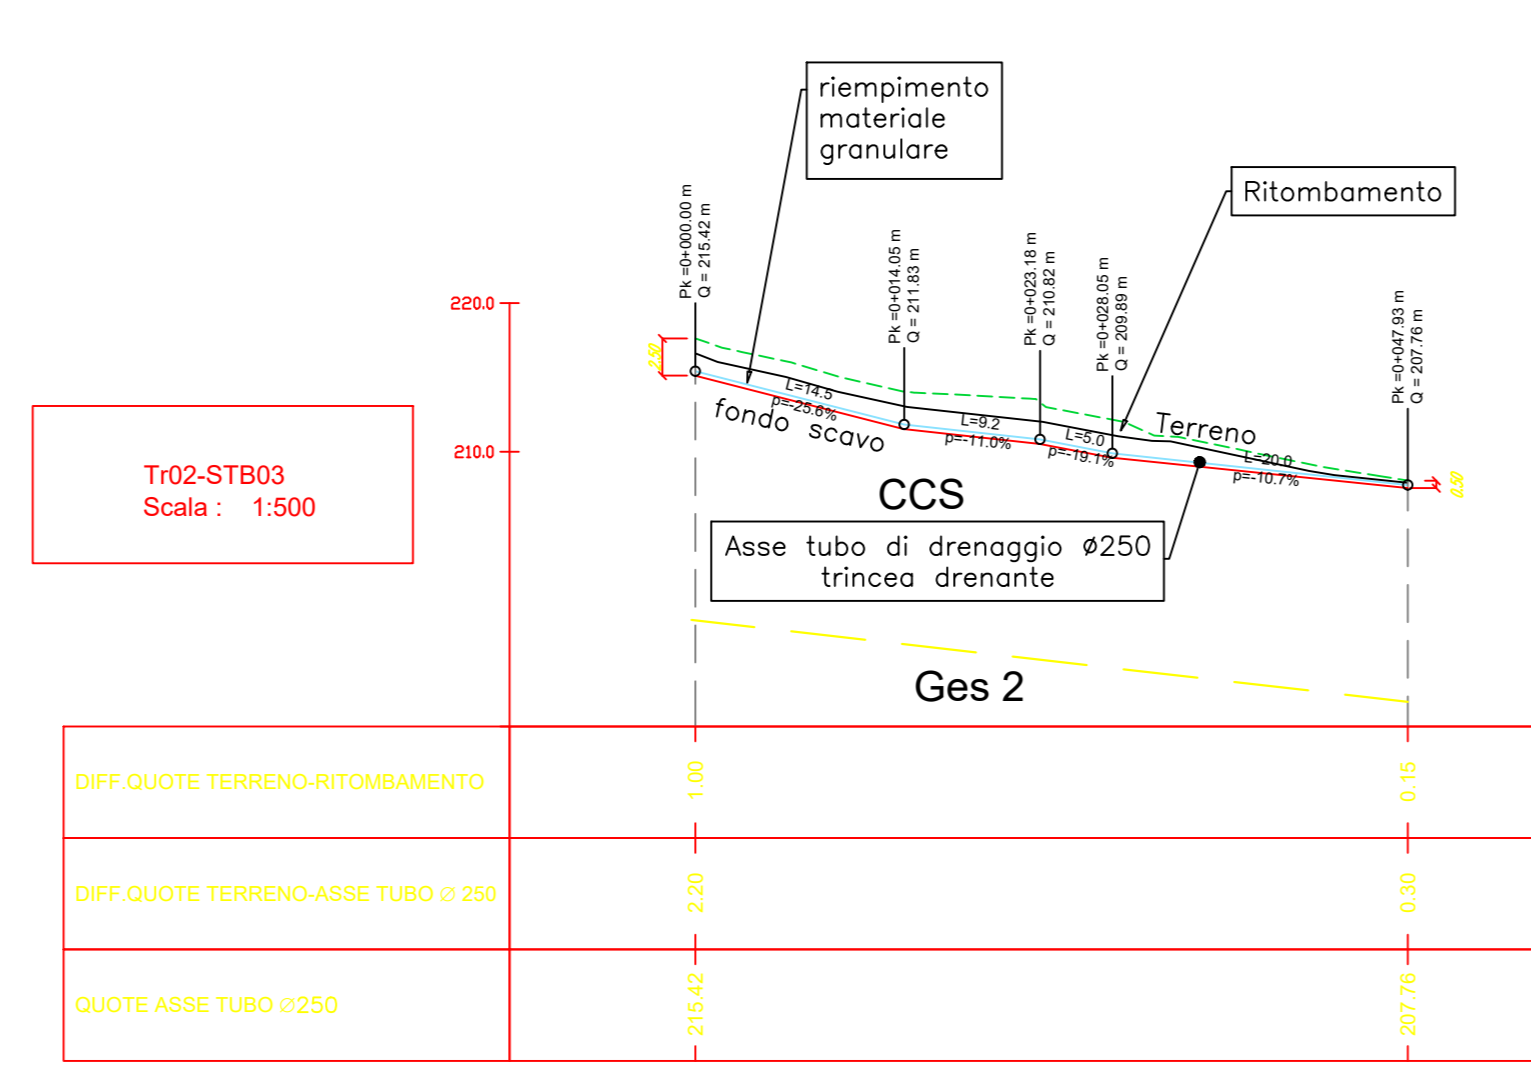 riempimento
materiale
granulare
Ritombamento
Pk =0+000.00 m
Q = 215.42 m
Pk =0+014.05 m
Q = 211.83 m
Pk =0+023.18 m
Q = 210.82 m
Pk =0+028.05 m
Q = 209.89 m
Pk =0+047.93 m
Q = 207.76 m
220.0
2.50
L=14.5
p=-25.6%
fondo scavo
L=9.2
p=-11.0%
L=5.0
p=-19.1%
Terreno
L=20.0
p=-10.7%
0.50
210.0
Tr02-STB03
Scala : 1:500
CCS
Asse tubo di drenaggio Ø250
trincea drenante
Ges 2
DIFF.QUOTE TERRENO-RITOMBAMENTO
1.00
0.15
DIFF.QUOTE TERRENO-ASSE TUBO ∅ 250
2.20
0.30
QUOTE ASSE TUBO ∅250
215.42
207.76